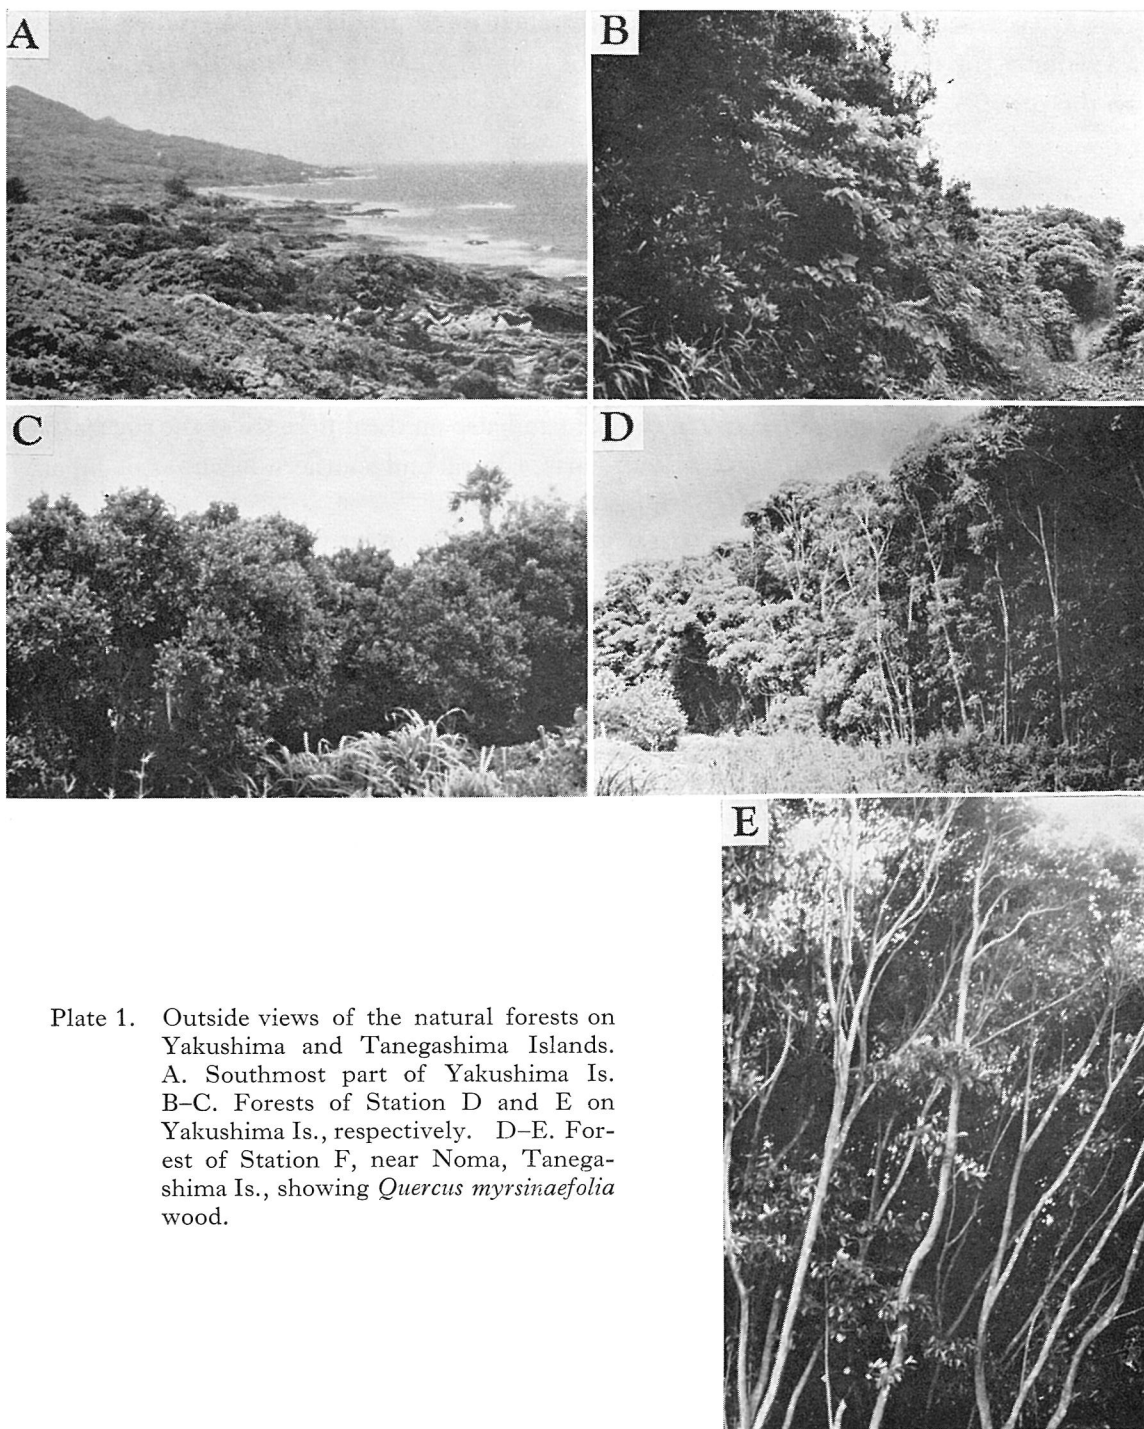 A
B
C
D
E
Plate 1. Outside views of the natural forests on
Yakushima and Tanegashima Islands.
A. Southmost part of Yakushima Is.
B–C. Forests of Station D and E on
Yakushima Is., respectively. D–E. For-
est of Station F, near Noma, Tanega-
shima Is., showing Quercus myrsinaefolia
wood.